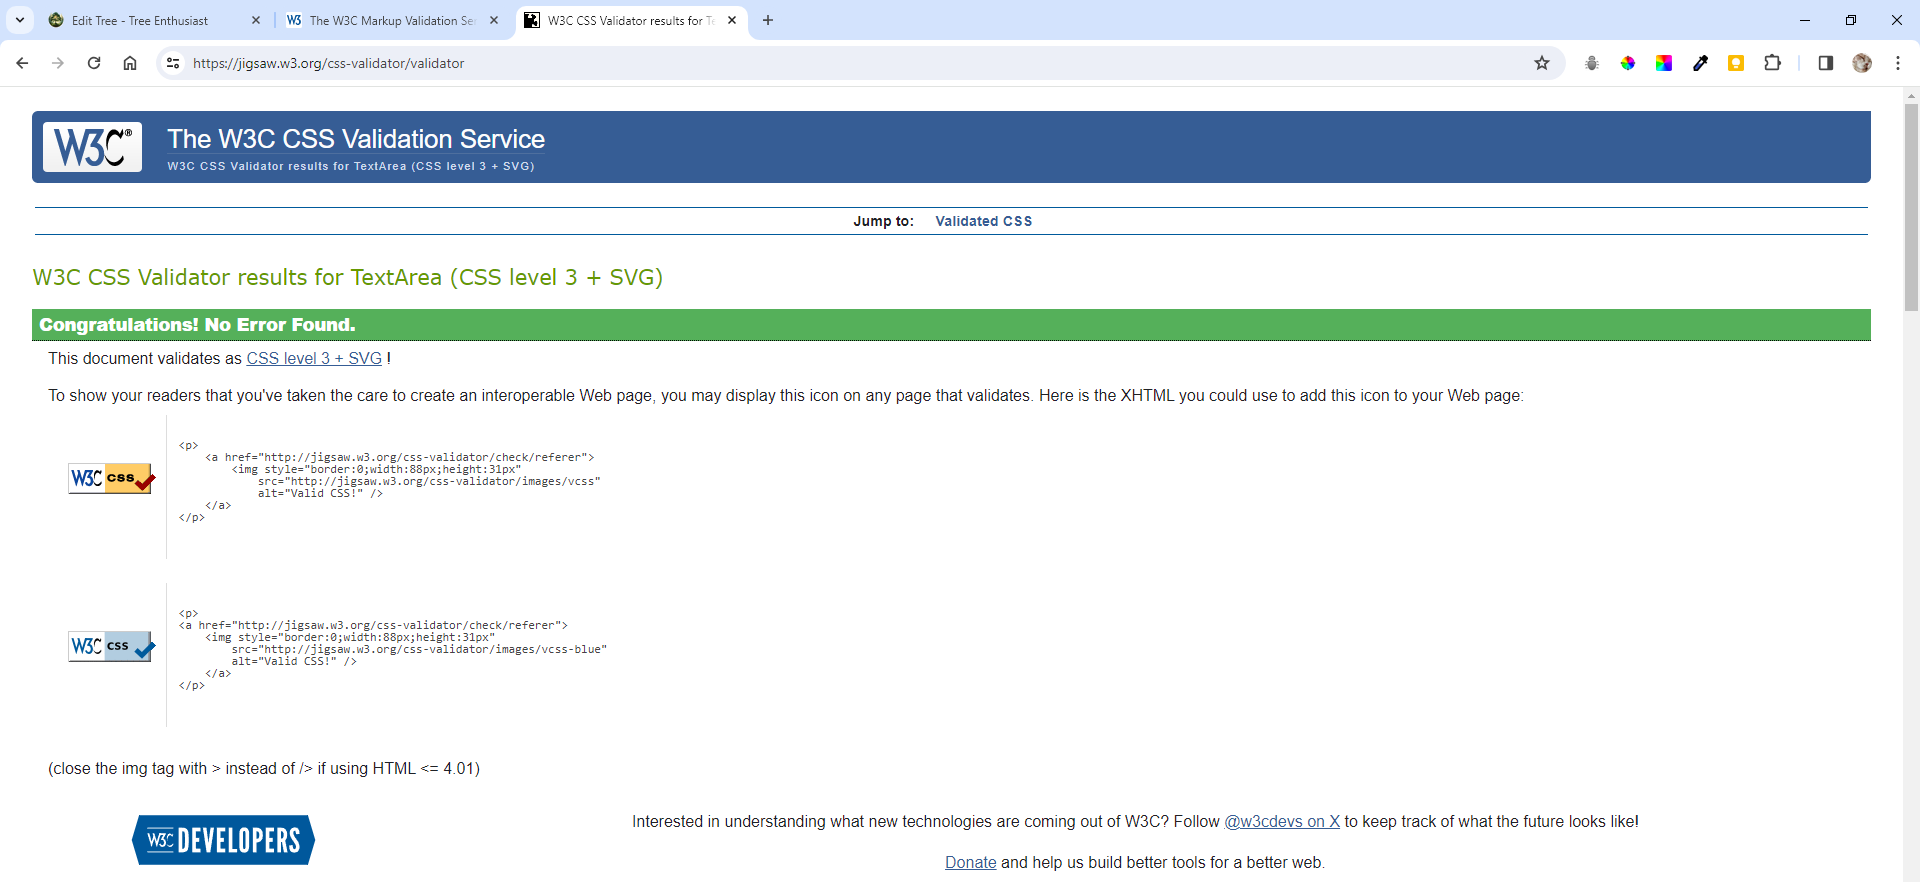 Edit Tree - Tree Enthusiast
W3 The W3C Markup Validation Se
W3C CSS Validator results for Te
https://jigsaw.w3.org/css-validator/validator
W3C®
The W3C CSS Validation Service
W3C CSS Validator results for TextArea (CSS level 3 + SVG)
Jump to: Validated CSS
W3C CSS Validator results for TextArea (CSS level 3 + SVG)
Congratulations! No Error Found.
This document validates as CSS level 3 + SVG !
To show your readers that you've taken the care to create an interoperable Web page, you may display this icon on any page that validates. Here is the XHTML you could use to add this icon to your Web page:
W3C css
<p>
<a href="http://jigsaw.w3.org/css-validator/check/referer">
<img style="border:0;width:88px;height:31px"
src="http://jigsaw.w3.org/css-validator/images/vcss"
alt="Valid CSS!" />
</a>
</p>
W3C css
<p>
<a href="http://jigsaw.w3.org/css-validator/check/referer">
<img style="border:0;width:88px;height:31px"
src="http://jigsaw.w3.org/css-validator/images/vcss-blue"
alt="Valid CSS!" />
</a>
</p>
(close the img tag with > instead of /> if using HTML <= 4.01)
W3C DEVELOPERS
Interested in understanding what new technologies are coming out of W3C? Follow @w3cdevs on X to keep track of what the future looks like!
Donate and help us build better tools for a better web.